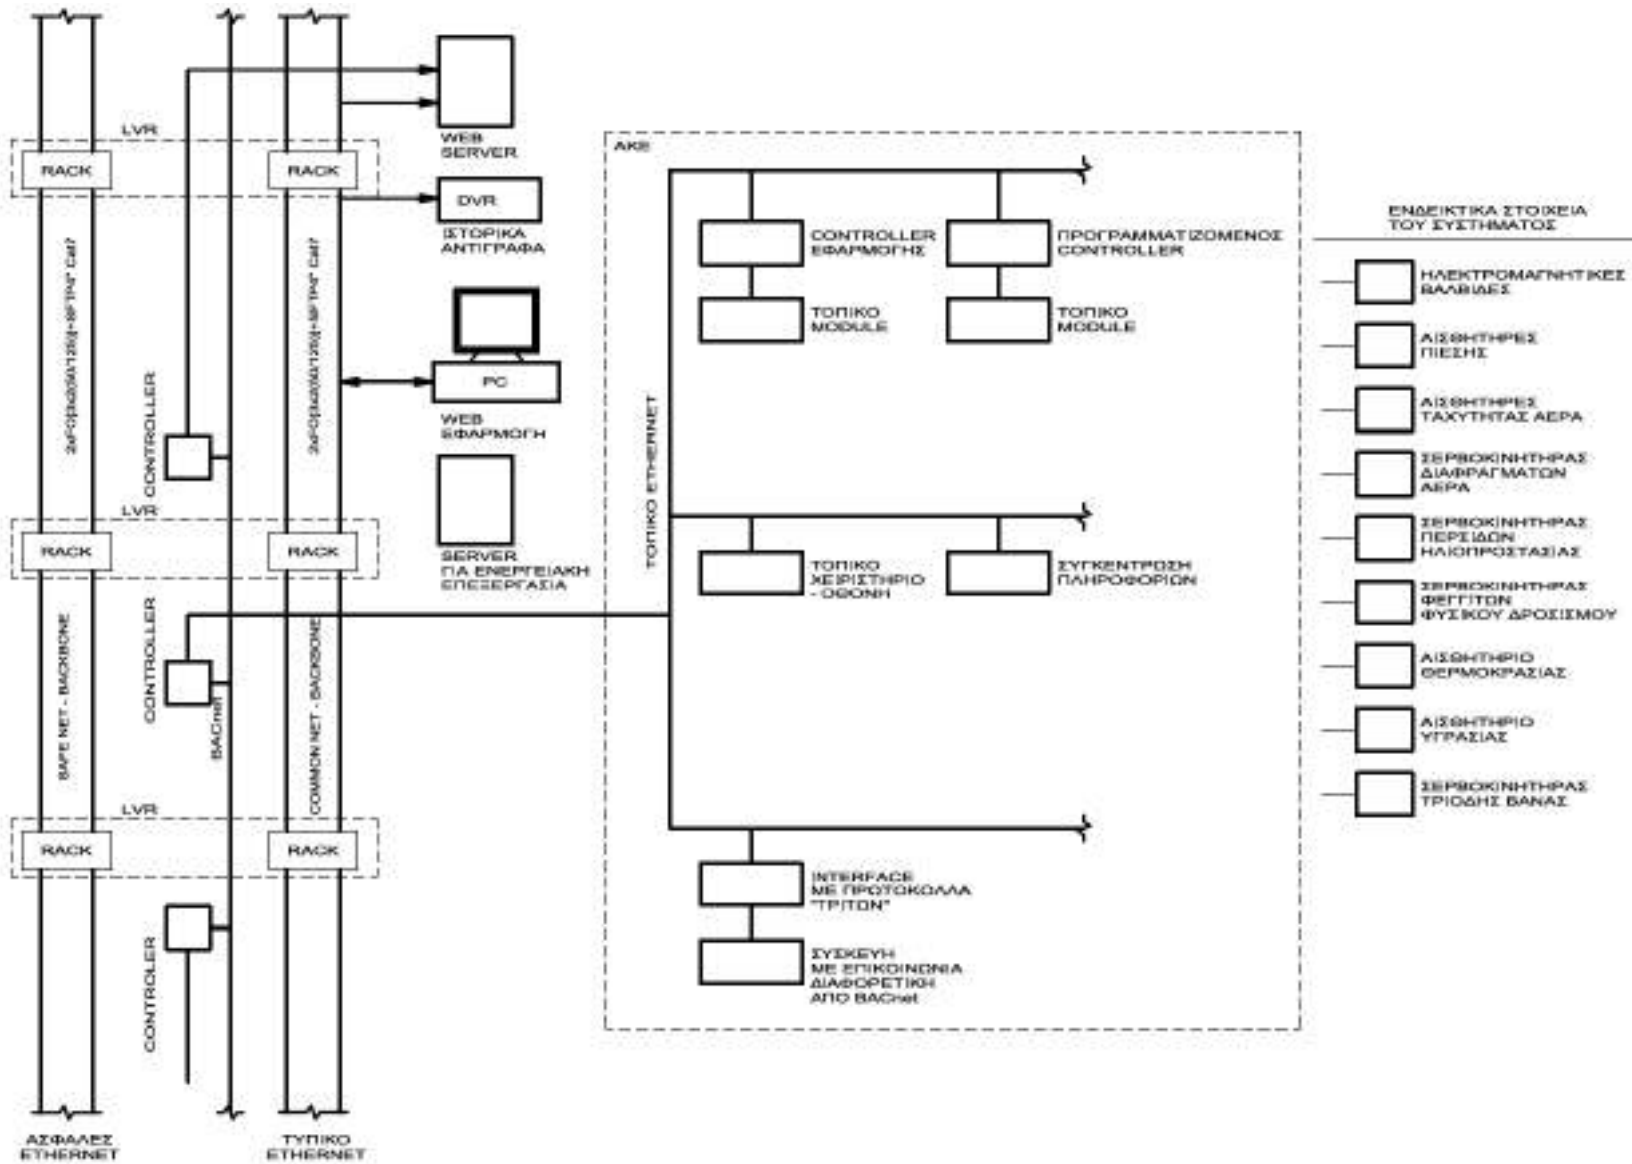 LVR
RACK
RACK
WEB
SERVER
DVR
ΙΣΤΟΡΙΚΑ
ΑΝΤΙΓΡΑΦΑ
PC
WEB
ΕΦΑΡΜΟΓΗ
SERVER
ΓΙΑ ΕΝΕΡΓΕΙΑΚΗ
ΕΠΕΞΕΡΓΑΣΙΑ
CONTROLLER
LVR
RACK
RACK
CONTROLLER
BACnet
SAFE NET - BACKBONE
COMMON NET - BACKBONE
LVR
RACK
RACK
CONTROLER
ΑΣΦΑΛΕΣ
ETHERNET
ΤΥΠΙΚΟ
ETHERNET
ΑΚΕ
ΤΟΠΙΚΟ ETHERNET
CONTROLLER
ΕΦΑΡΜΟΓΗΣ
ΠΡΟΓΡΑΜΜΑΤΙΖΟΜΕΝΟΣ
CONTROLLER
ΤΟΠΙΚΟ
MODULE
ΤΟΠΙΚΟ
MODULE
ΤΟΠΙΚΟ
ΧΕΙΡΙΣΤΗΡΙΟ
- ΟΘΟΝΗ
ΣΥΓΚΕΝΤΡΩΣΗ
ΠΛΗΡΟΦΟΡΙΩΝ
INTERFACE
ΜΕ ΠΡΩΤΟΚΟΛΛΑ
"ΤΡΙΤΩΝ"
ΣΥΣΚΕΥΗ
ΜΕ ΕΠΙΚΟΙΝΩΝΙΑ
ΔΙΑΦΟΡΕΤΙΚΗ
ΑΠΟ BACnet
ΕΝΔΕΙΚΤΙΚΑ ΣΤΟΙΧΕΙΑ
ΤΟΥ ΣΥΣΤΗΜΑΤΟΣ
ΗΛΕΚΤΡΟΜΑΓΝΗΤΙΚΕΣ
ΒΑΛΒΙΔΕΣ
ΑΙΣΘΗΤΗΡΕΣ
ΠΙΕΣΗΣ
ΑΙΣΘΗΤΗΡΕΣ
ΤΑΧΥΤΗΤΑΣ ΑΕΡΑ
ΣΕΡΒΟΚΙΝΗΤΗΡΑΣ
ΔΙΑΦΡΑΓΜΑΤΩΝ
ΑΕΡΑ
ΣΕΡΒΟΚΙΝΗΤΗΡΑΣ
ΠΕΡΣΙΔΩΝ
ΗΛΙΟΠΡΟΣΤΑΣΙΑΣ
ΣΕΡΒΟΚΙΝΗΤΗΡΑΣ
ΦΕΓΓΙΤΩΝ
ΦΥΣΙΚΟΥ ΔΡΟΣΙΣΜΟΥ
ΑΙΣΘΗΤΗΡΙΟ
ΘΕΡΜΟΚΡΑΣΙΑΣ
ΑΙΣΘΗΤΗΡΙΟ
ΥΓΡΑΣΙΑΣ
ΣΕΡΒΟΚΙΝΗΤΗΡΑΣ
ΤΡΙΟΔΗΣ ΒΑΝΑΣ